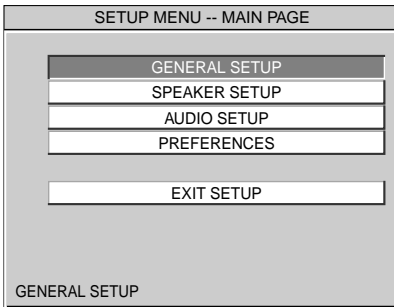 SETUP MENU -- MAIN PAGE
GENERAL SETUP
SPEAKER SETUP
AUDIO SETUP
PREFERENCES
EXIT SETUP
GENERAL SETUP